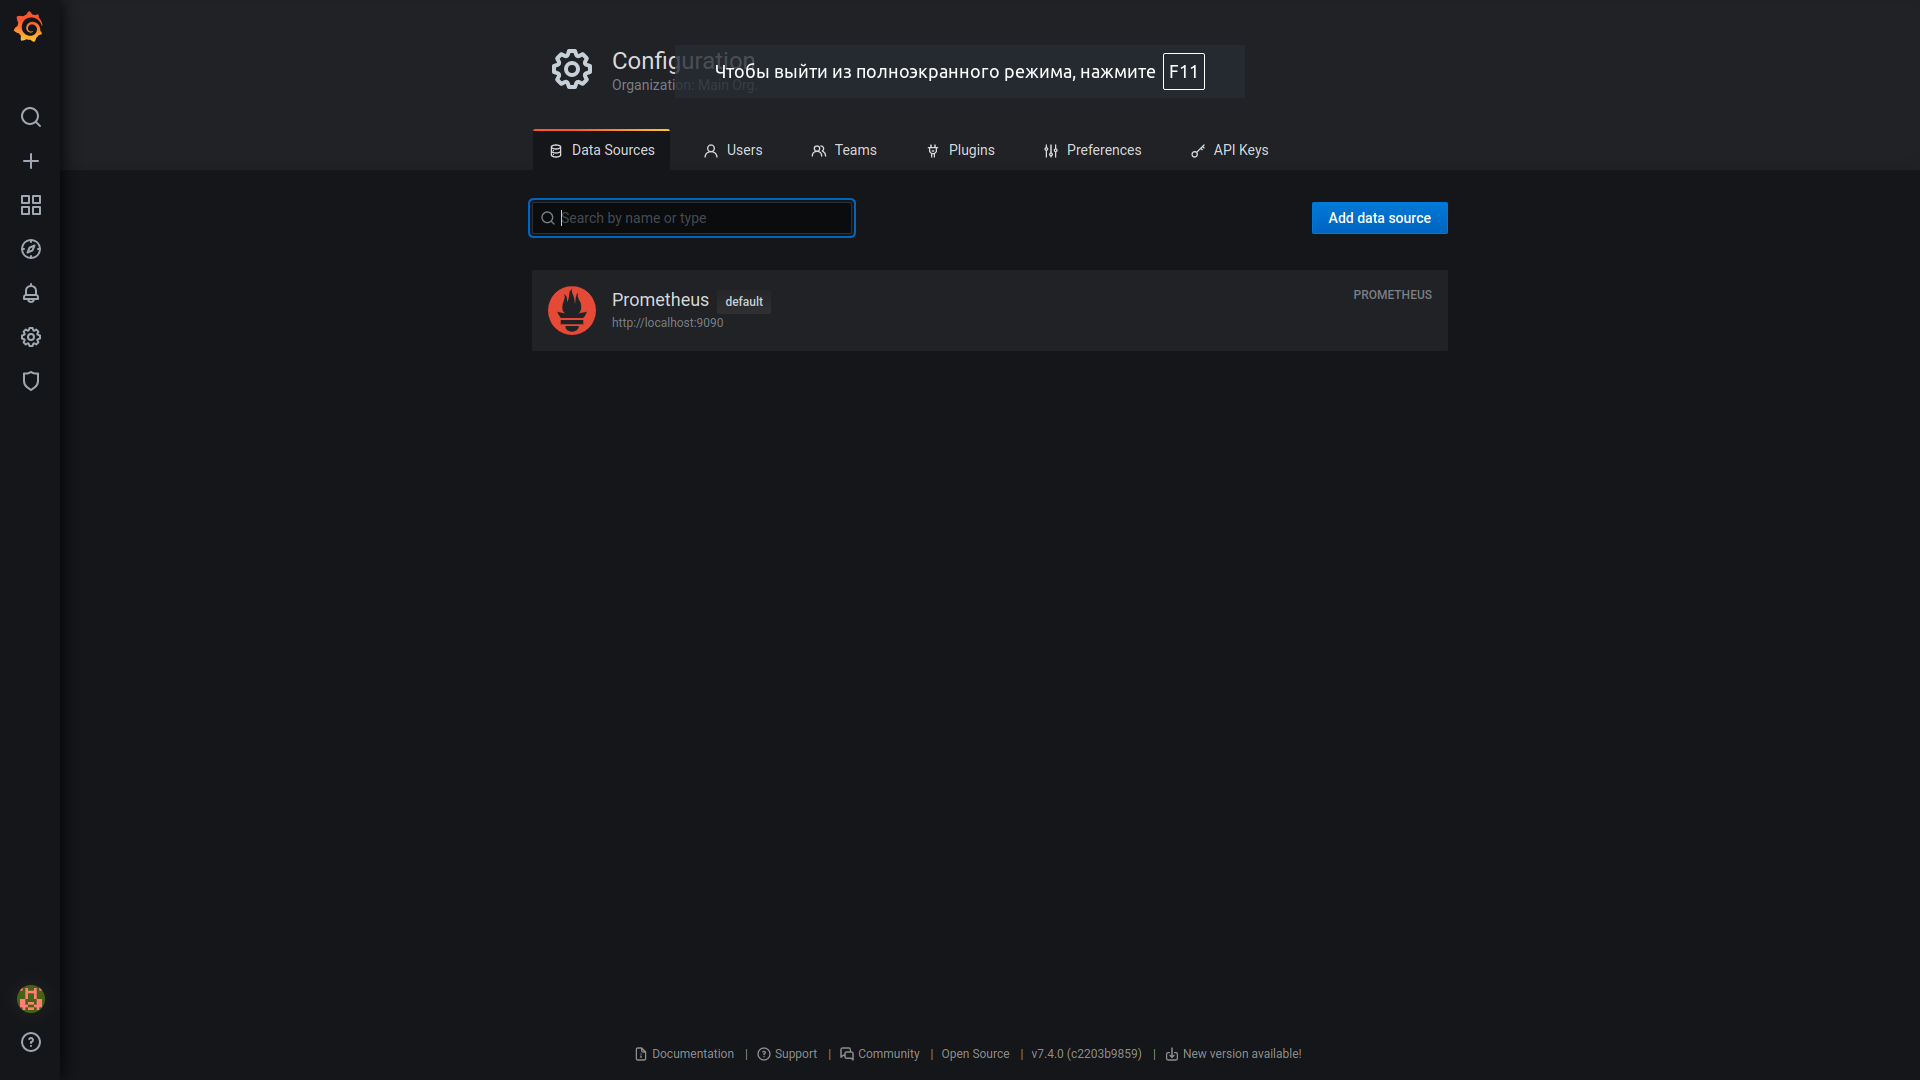 Configuration
Organization: Main Org.
Чтобы выйти из полноэкранного режима, нажмите F11
Data Sources
Users
Teams
Plugins
Preferences
API Keys
Search by name or type
Add data source
Prometheus default
PROMETHEUS
http://localhost:9090
Documentation | Support | Community | Open Source | v7.4.0 (c2203b9859) | New version available!